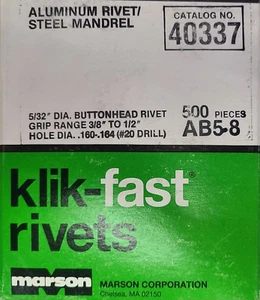 ALUMINUM RIVET/
STEEL MANDREL
CATALOG NO.
40337
5/32" DIA. BUTTONHEAD RIVET
GRIP RANGE 3/8" TO 1/2"
HOLE DIA. .160-.164 (#20 DRILL)
500 PIECES
AB5-8
klik-fast®
rivets
marson
MARSON CORPORATION
Chelsea, MA 02150